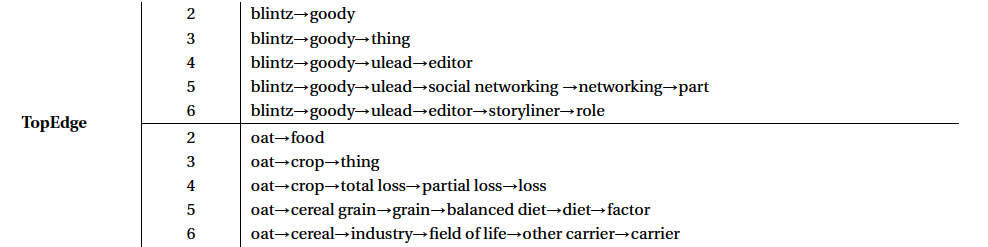 2 blintz→goody
3 blintz→goody→thing
4 blintz→goody→ulead→editor
5 blintz→goody→ulead→social networking →networking→part
6 blintz→goody→ulead→editor→storyliner→role
TopEdge
2 oat→food
3 oat→crop→thing
4 oat→crop→total loss→partial loss→loss
5 oat→cereal grain→grain→balanced diet→diet→factor
6 oat→cereal→industry→field of life→other carrier→carrier